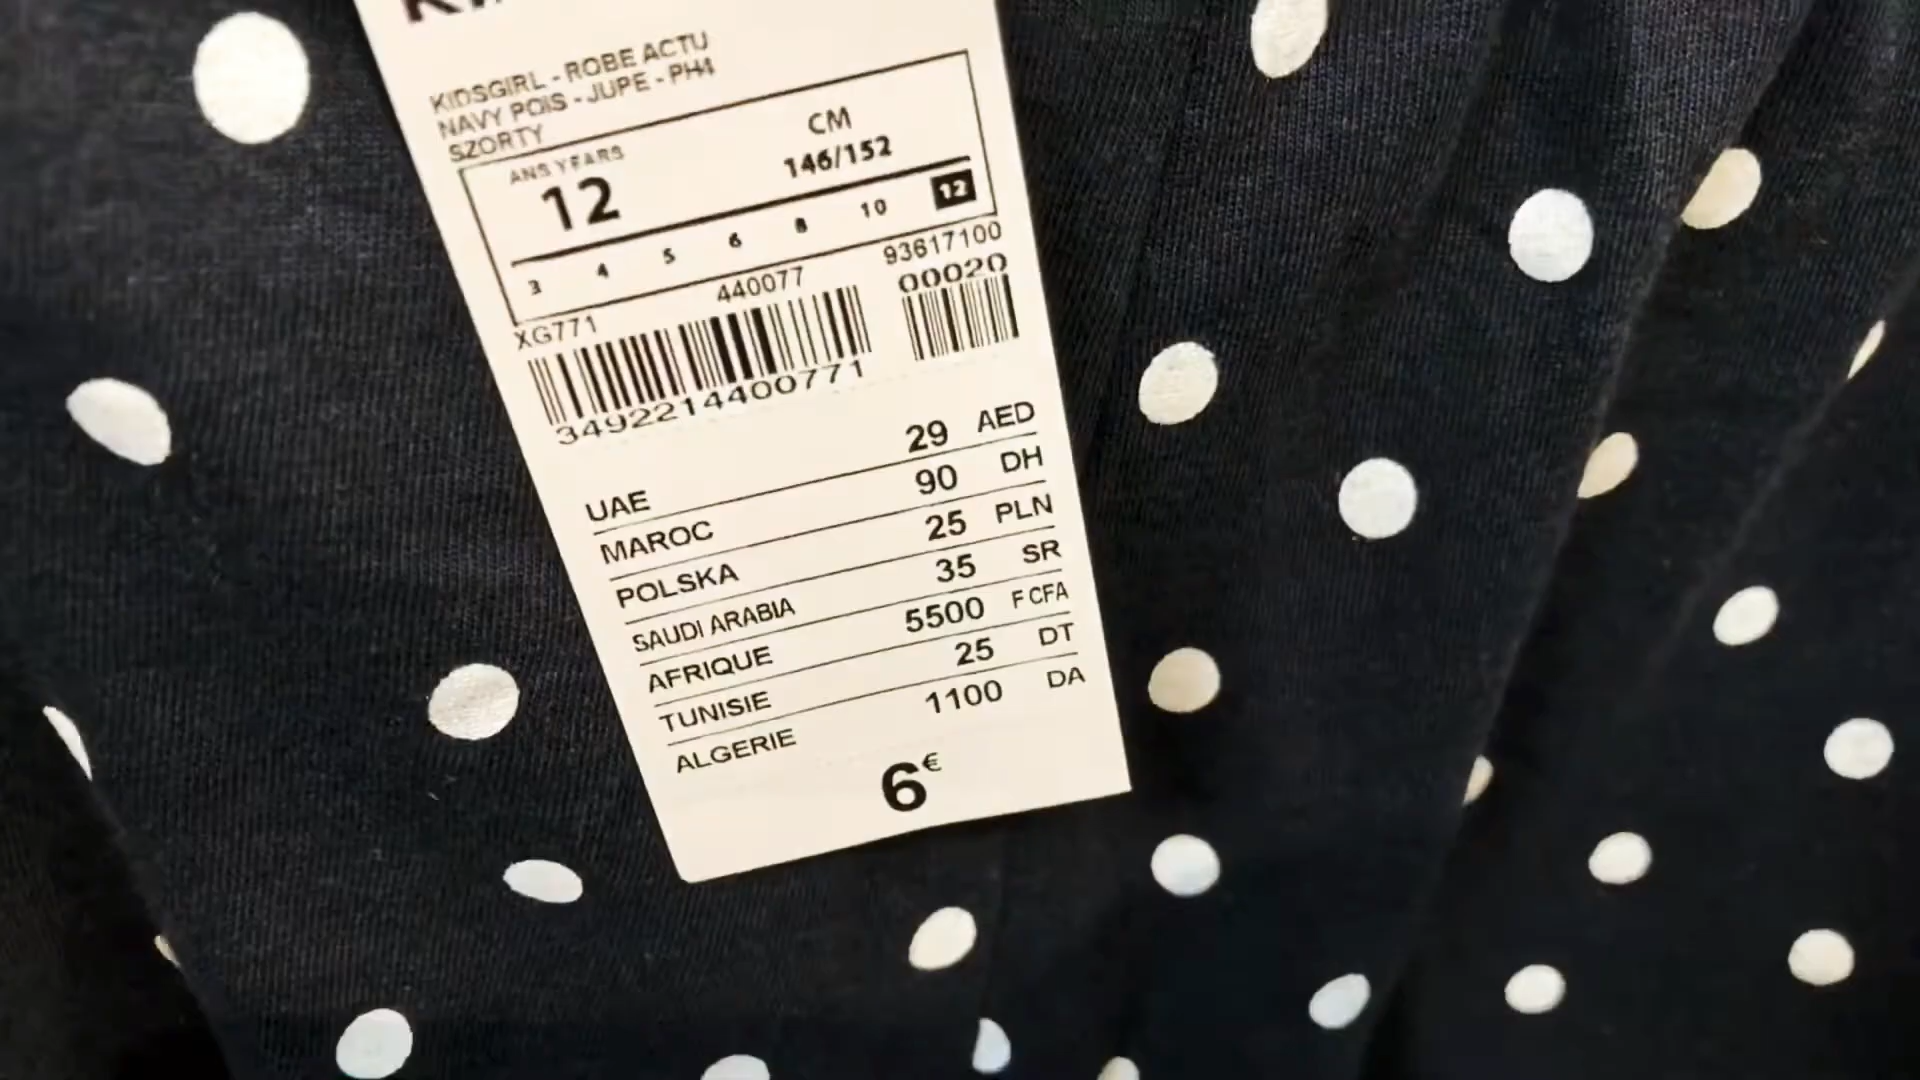 KIDSGIRL - ROBE ACTU
NAVY POIS - JUPE - PH4
SZORTY
ANS YEARS CM
12 146/152
3 4 5 6 8 10 12
XG771 440077 93617100
00020
3492214400771
UAE 29 AED
MAROC 90 DH
POLSKA 25 PLN
SAUDI ARABIA 35 SR
AFRIQUE 5500 F CFA
TUNISIE 25 DT
ALGERIE 1100 DA
6€